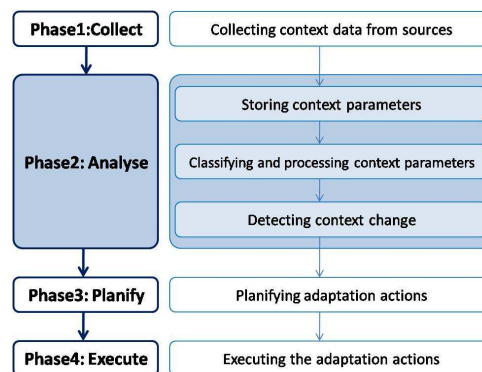 Phase1:Collect
Collecting context data from sources
Phase2: Analyse
Storing context parameters
Classifying and processing context parameters
Detecting context change
Phase3: Planify
Planifying adaptation actions
Phase4: Execute
Executing the adaptation actions